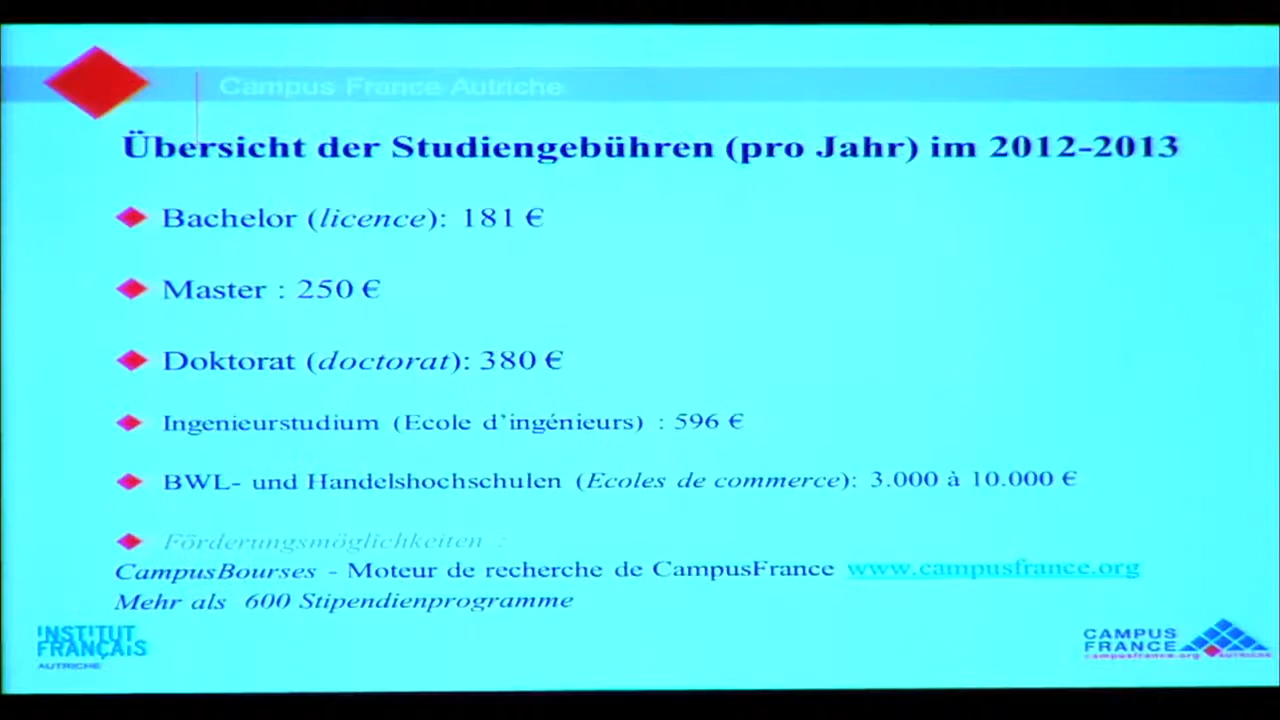 Campus France Autriche
Übersicht der Studiengebühren (pro Jahr) im 2012-2013
Bachelor (licence): 181 €
Master : 250 €
Doktorat (doctorat): 380 €
Ingenieurstudium (Ecole d'ingénieurs) : 596 €
BWL- und Handelshochschulen (Ecoles de commerce): 3.000 à 10.000 €
Förderungsmöglichkeiten :
CampusBourses - Moteur de recherche de CampusFrance www.campusfrance.org
Mehr als 600 Stipendienprogramme
INSTITUT
FRANÇAIS
AUTRICHE
CAMPUS
FRANCE
campusfrance.org AUTRICHE